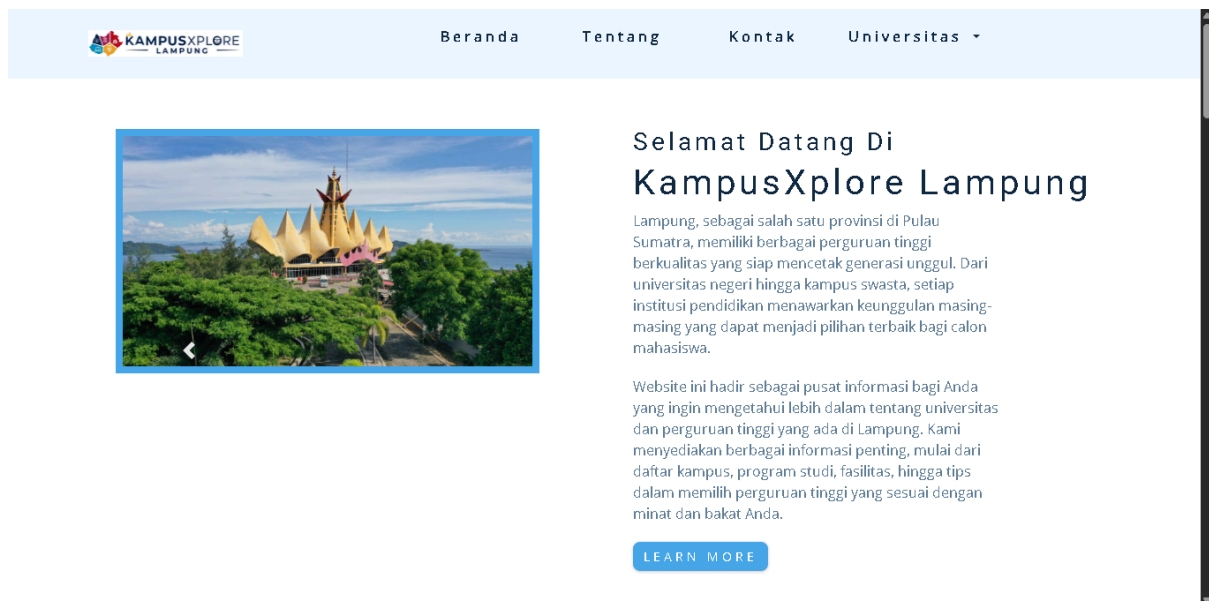 KAMPUSXPLORE
LAMPUNG
Beranda Tentang Kontak Universitas
Selamat Datang Di
KampusXplore Lampung
Lampung, sebagai salah satu provinsi di Pulau
Sumatra, memiliki berbagai perguruan tinggi
berkualitas yang siap mencetak generasi unggul. Dari
universitas negeri hingga kampus swasta, setiap
institusi pendidikan menawarkan keunggulan masing-
masing yang dapat menjadi pilihan terbaik bagi calon
mahasiswa.
Website ini hadir sebagai pusat informasi bagi Anda
yang ingin mengetahui lebih dalam tentang universitas
dan perguruan tinggi yang ada di Lampung. Kami
menyediakan berbagai informasi penting, mulai dari
daftar kampus, program studi, fasilitas, hingga tips
dalam memilih perguruan tinggi yang sesuai dengan
minat dan bakat Anda.
LEARN MORE